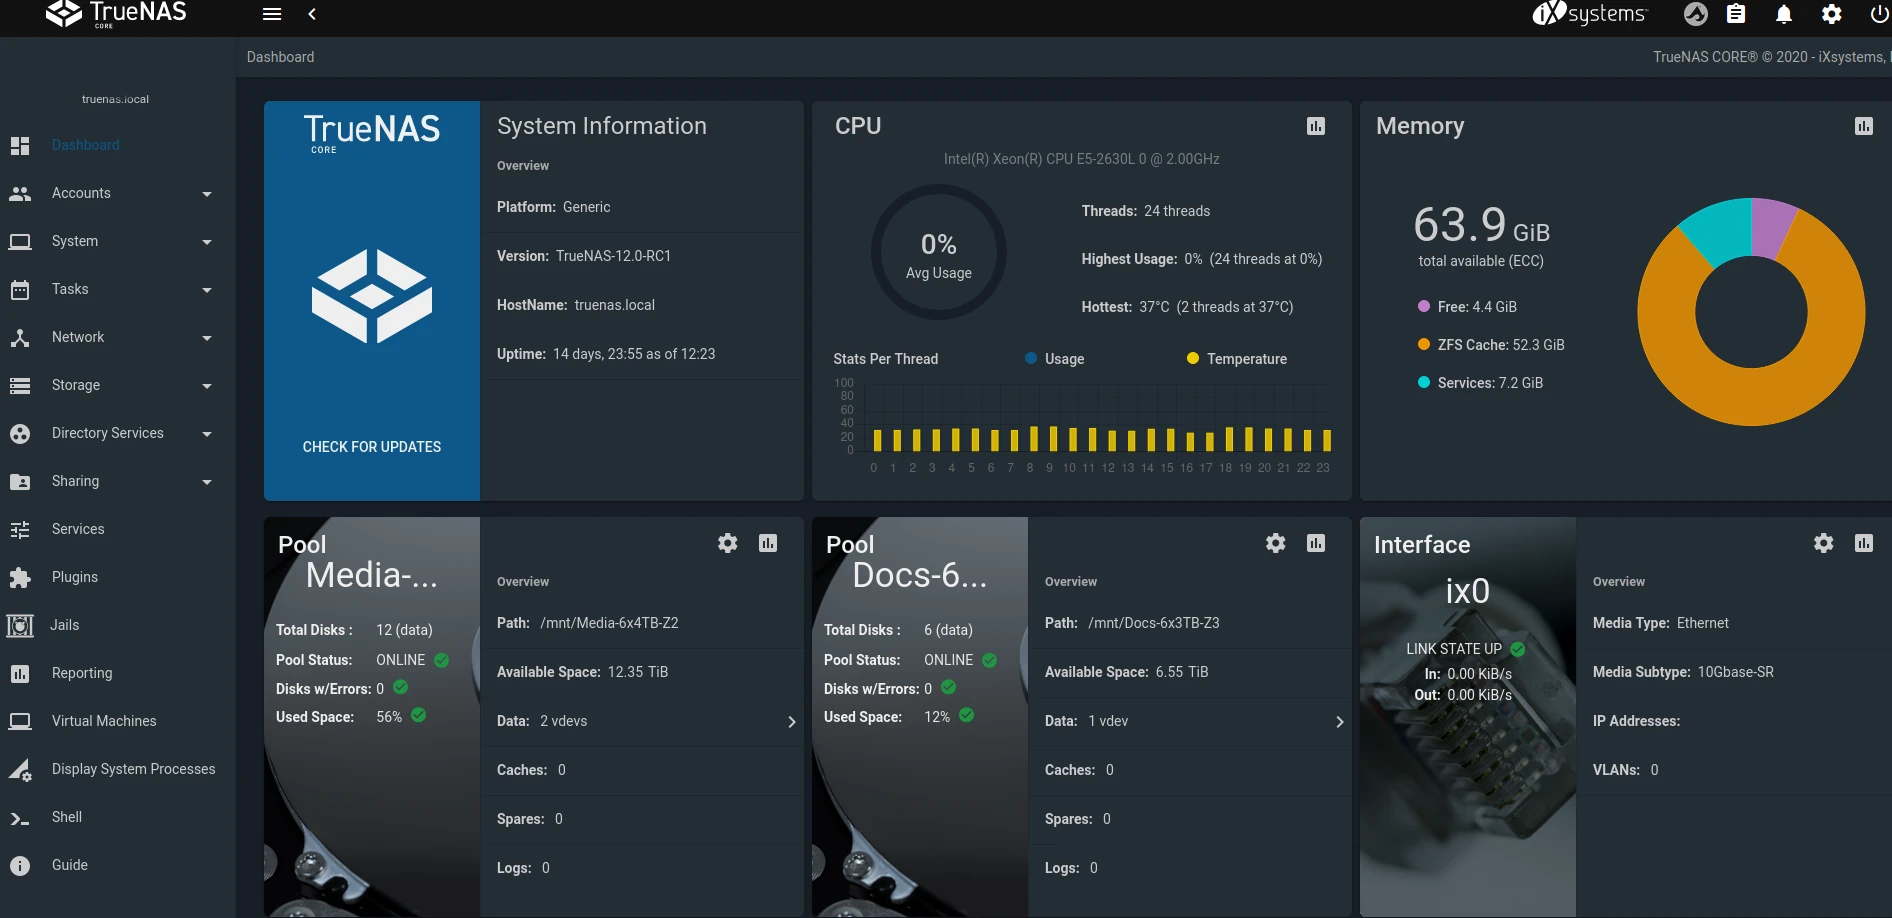 TrueNAS
CORE
iXsystems
Dashboard
TrueNAS CORE® © 2020 - iXsystems,
truenas.local
Dashboard
Accounts
System
Tasks
Network
Storage
Directory Services
Sharing
Services
Plugins
Jails
Reporting
Virtual Machines
Display System Processes
Shell
Guide
TrueNAS
CORE
CHECK FOR UPDATES
System Information
Overview
Platform: Generic
Version: TrueNAS-12.0-RC1
HostName: truenas.local
Uptime: 14 days, 23:55 as of 12:23
CPU
Intel(R) Xeon(R) CPU E5-2630L 0 @ 2.00GHz
0%
Avg Usage
Threads: 24 threads
Highest Usage: 0% (24 threads at 0%)
Hottest: 37°C (2 threads at 37°C)
Stats Per Thread Usage Temperature
100
80
60
40
20
0
0 1 2 3 4 5 6 7 8 9 10 11 12 13 14 15 16 17 18 19 20 21 22 23
Memory
63.9 GiB
total available (ECC)
Free: 4.4 GiB
ZFS Cache: 52.3 GiB
Services: 7.2 GiB
Pool
Media-...
Total Disks : 12 (data)
Pool Status: ONLINE
Disks w/Errors: 0
Used Space: 56%
Overview
Path: /mnt/Media-6x4TB-Z2
Available Space: 12.35 TiB
Data: 2 vdevs
Caches: 0
Spares: 0
Logs: 0
Pool
Docs-6...
Total Disks : 6 (data)
Pool Status: ONLINE
Disks w/Errors: 0
Used Space: 12%
Overview
Path: /mnt/Docs-6x3TB-Z3
Available Space: 6.55 TiB
Data: 1 vdev
Caches: 0
Spares: 0
Logs: 0
Interface
ix0
LINK STATE UP
In: 0.00 KiB/s
Out: 0.00 KiB/s
Overview
Media Type: Ethernet
Media Subtype: 10Gbase-SR
IP Addresses:
VLANs: 0